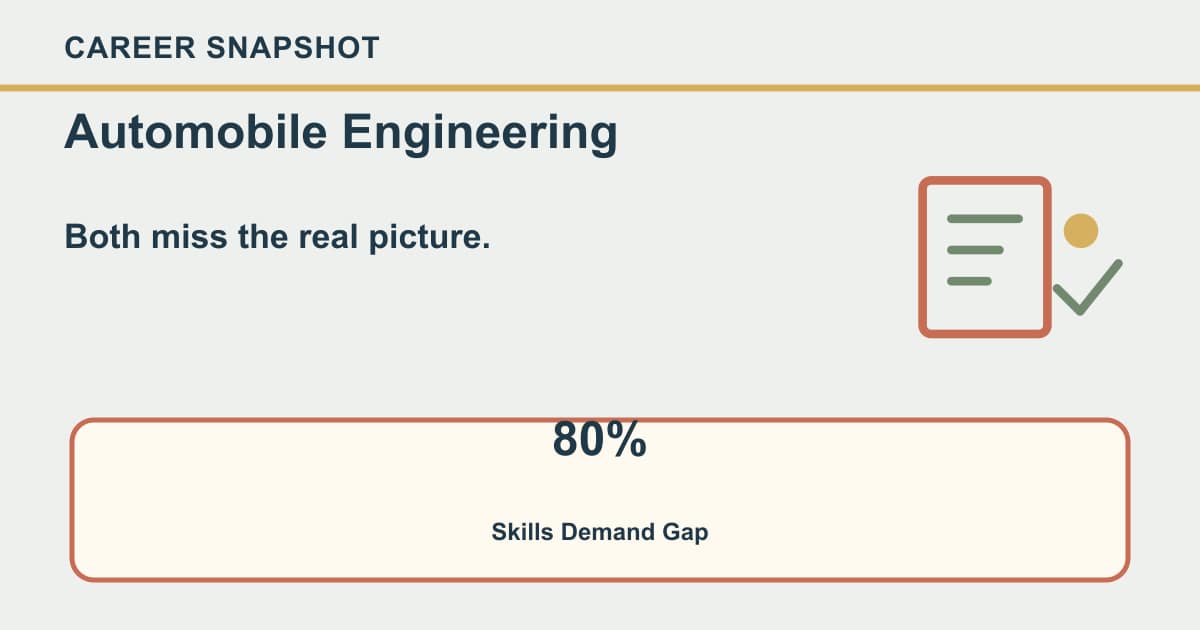 CAREER SNAPSHOT
Automobile Engineering
Both miss the real picture.
80%
Skills Demand Gap